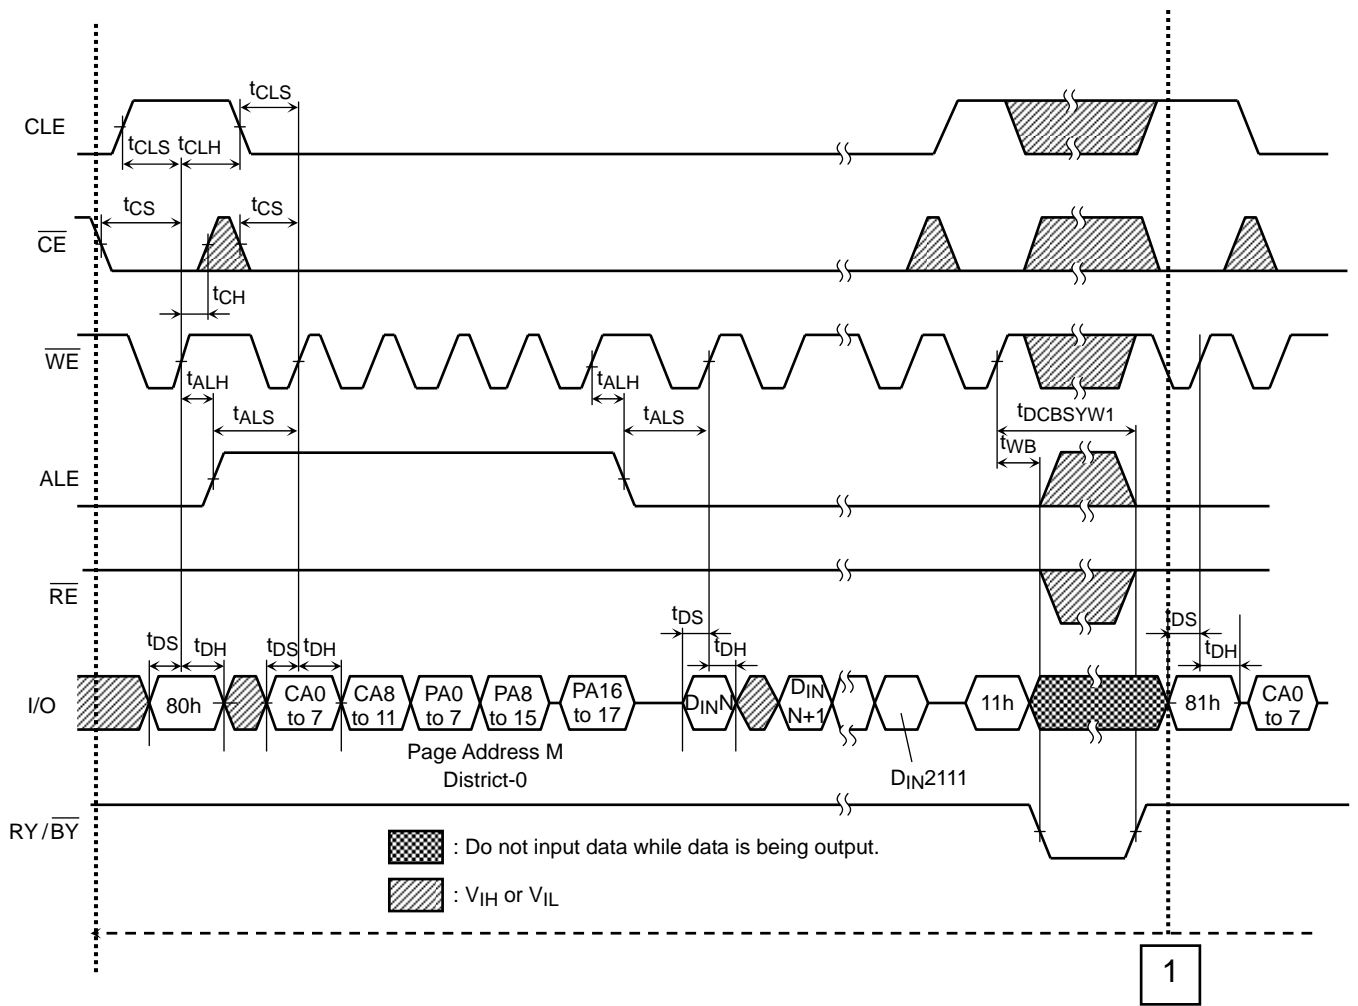 tCLS
CLE
tCLS tCLH
tCS tCS
CE
tCH
WE
tALH tALH
tALS tALS
tDCBSYW1
tWB
ALE
RE
tDS tDH tDS tDH tDS tDH tDS tDH
I/O
80h
CA0 to 7
CA8 to 11
PA0 to 7
PA8 to 15
PA16 to 17
DINN
DIN N+1
11h
81h
CA0 to 7
Page Address M
District-0
DIN2111
RY/BY
: Do not input data while data is being output.
: VIH or VIL
1